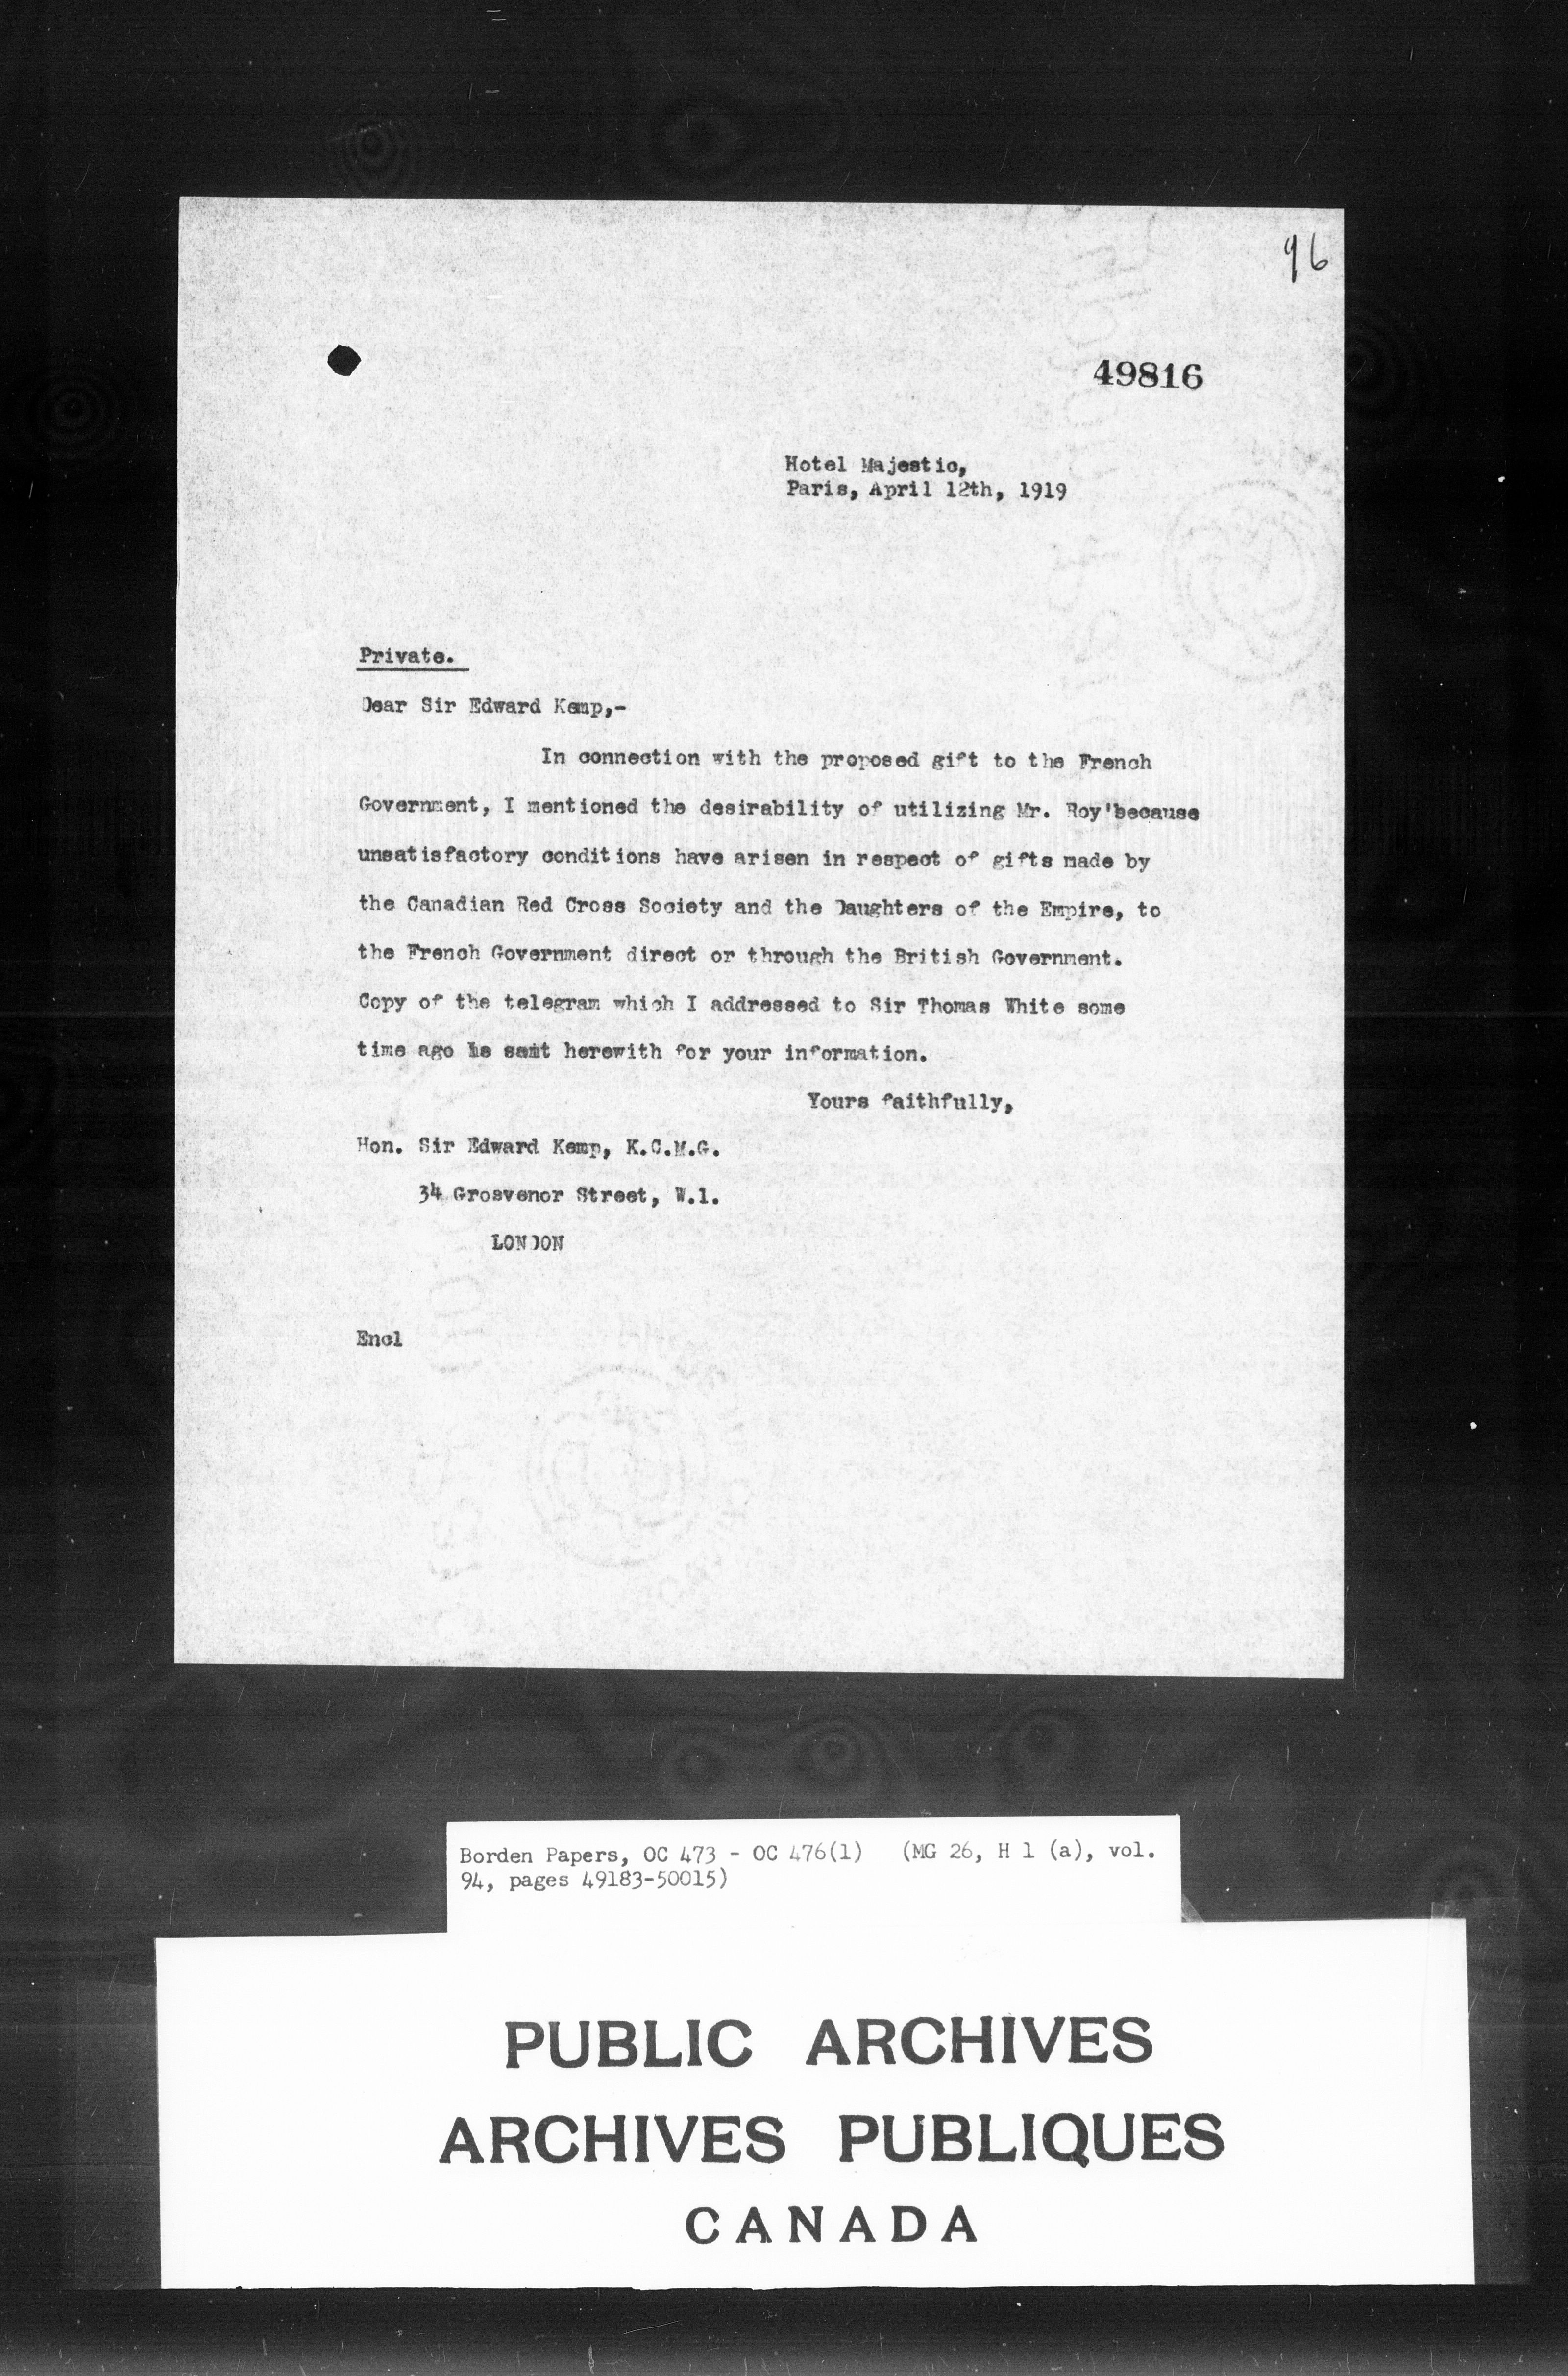 96
49816
Hotel Majestic,
Paris, April 12th, 1919
Private.
Dear Sir Edward Kemp,-
In connection with the proposed gift to the French
Government, I mentioned the desirability of utilizing Mr. Roy'because
unsatisfactory conditions have arisen in respect of gifts made by
the Canadian Red Cross Society and the Daughters of the Empire, to
the French Government direct or through the British Government.
Copy of the telegram which I addressed to Sir Thomas White some
time ago is sent herewith for your information.
Yours faithfully,
Hon. Sir Edward Kemp, K.C.M.G.
34 Grosvenor Street, W.1.
LONDON
Encl
Borden Papers, OC 473 - OC 476(1) (MG 26, H 1 (a), vol.
94, pages 49183-50015)
PUBLIC ARCHIVES
ARCHIVES PUBLIQUES
CANADA